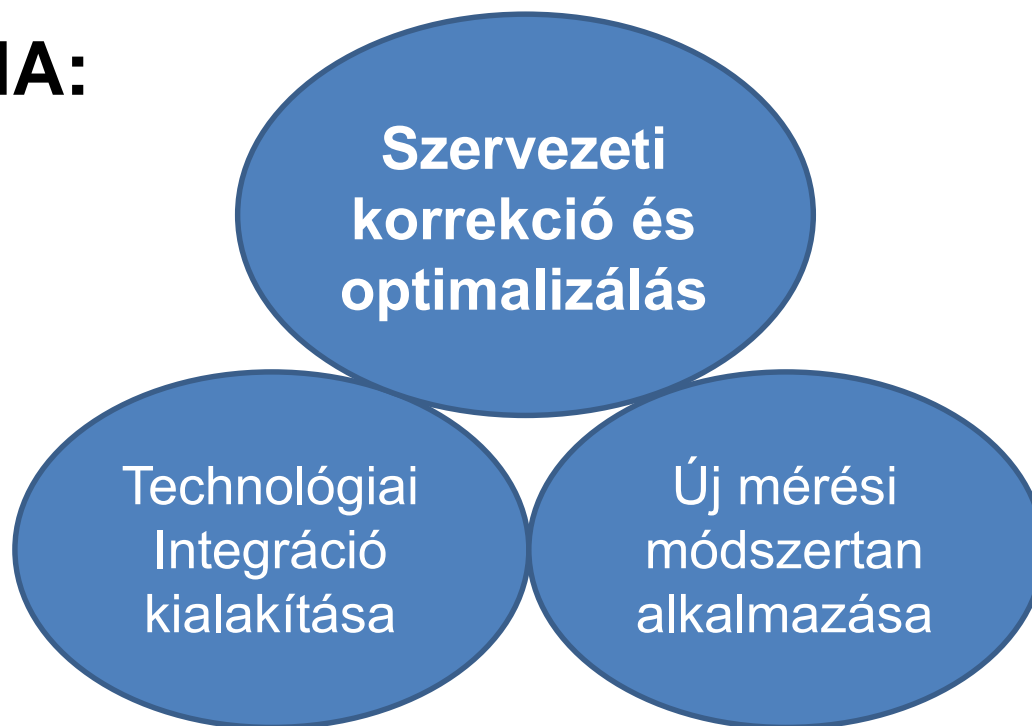 IA:
Szervezeti
korrekció és
optimalizálás
Technológiai
Integráció
kialakítása
Új mérési
módszertan
alkalmazása